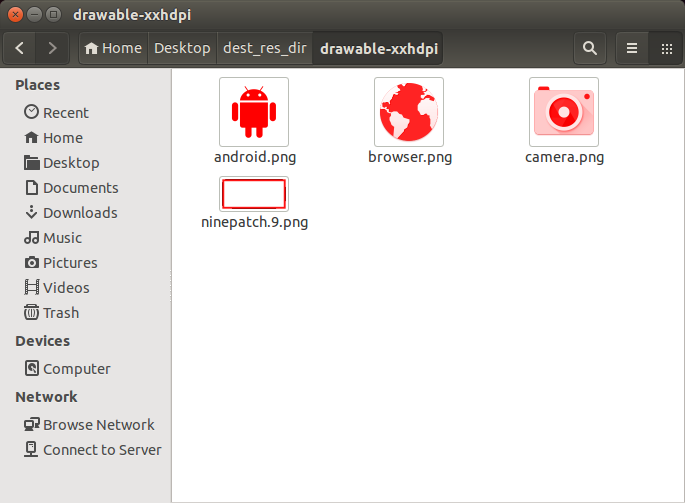 drawable-xxhdpi
Home Desktop dest_res_dir drawable-xxhdpi
Places
Recent
Home
Desktop
Documents
Downloads
Music
Pictures
Videos
Trash
Devices
Computer
Network
Browse Network
Connect to Server
android.png browser.png camera.png
ninepatch.9.png